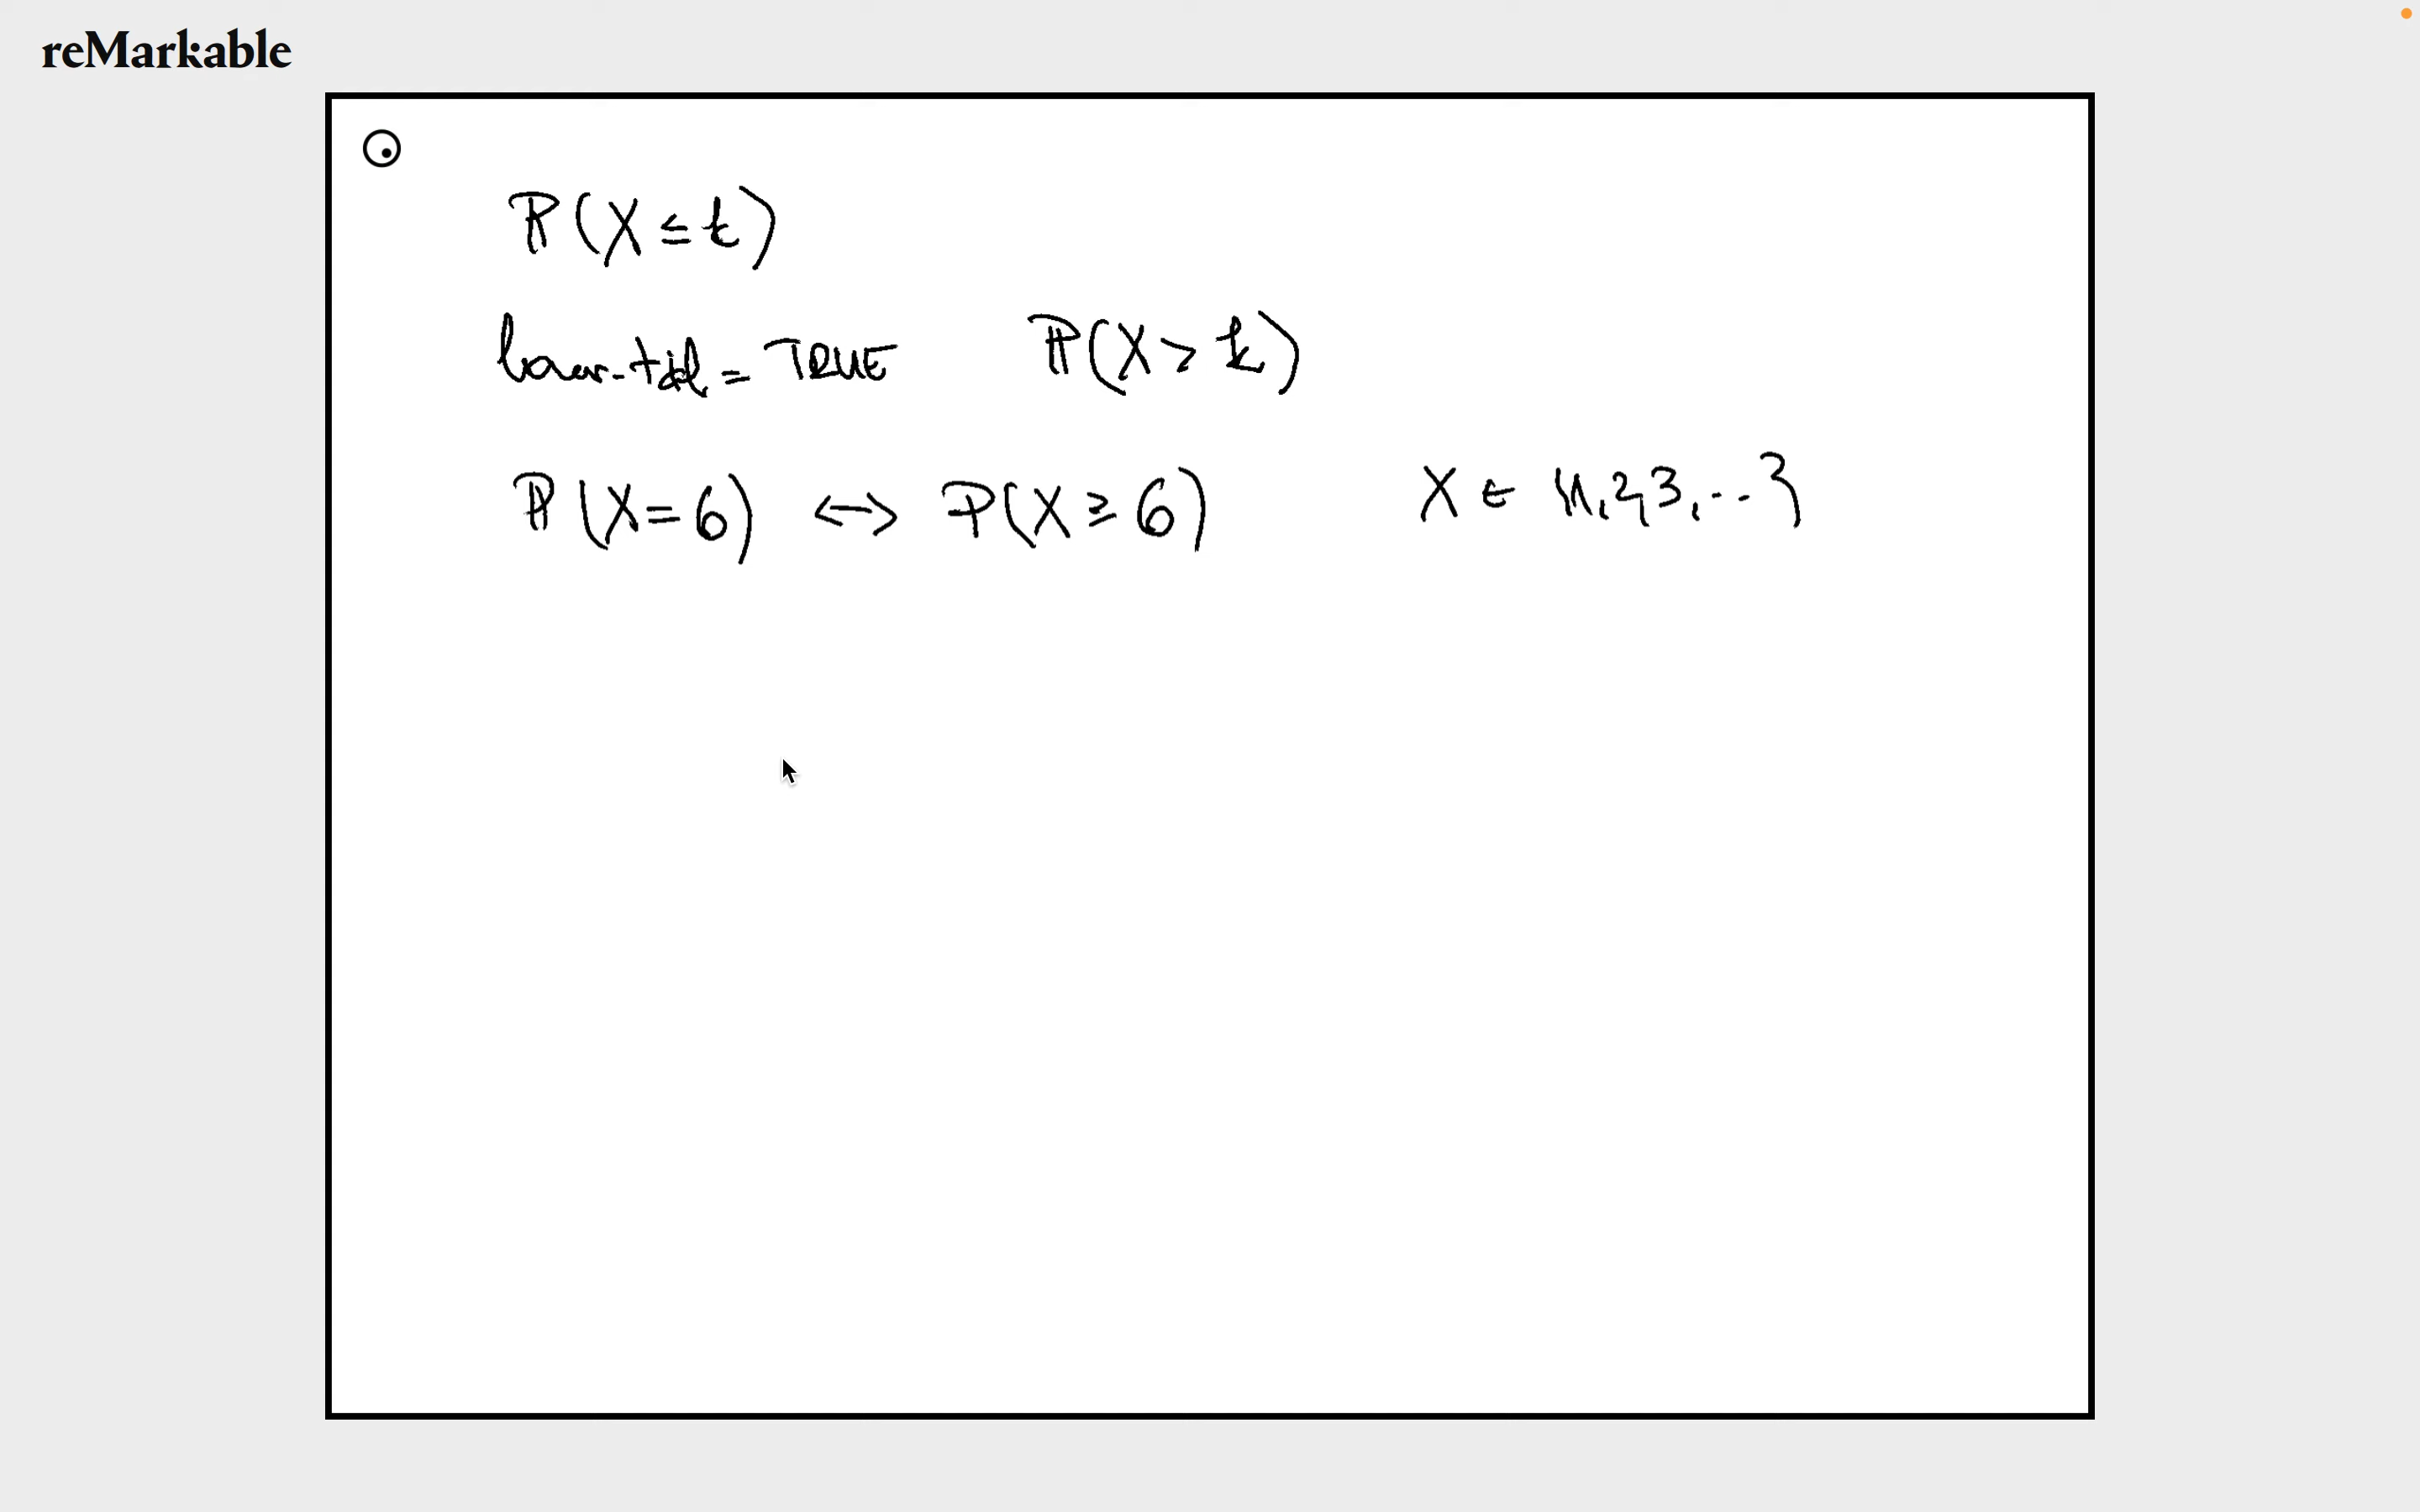 reMarkable
P(X ≤ k)
lower.tail = TRUE P(X > k)
P(X = 6) <-> P(X ≥ 6) X ∈ {1,2,3,...}